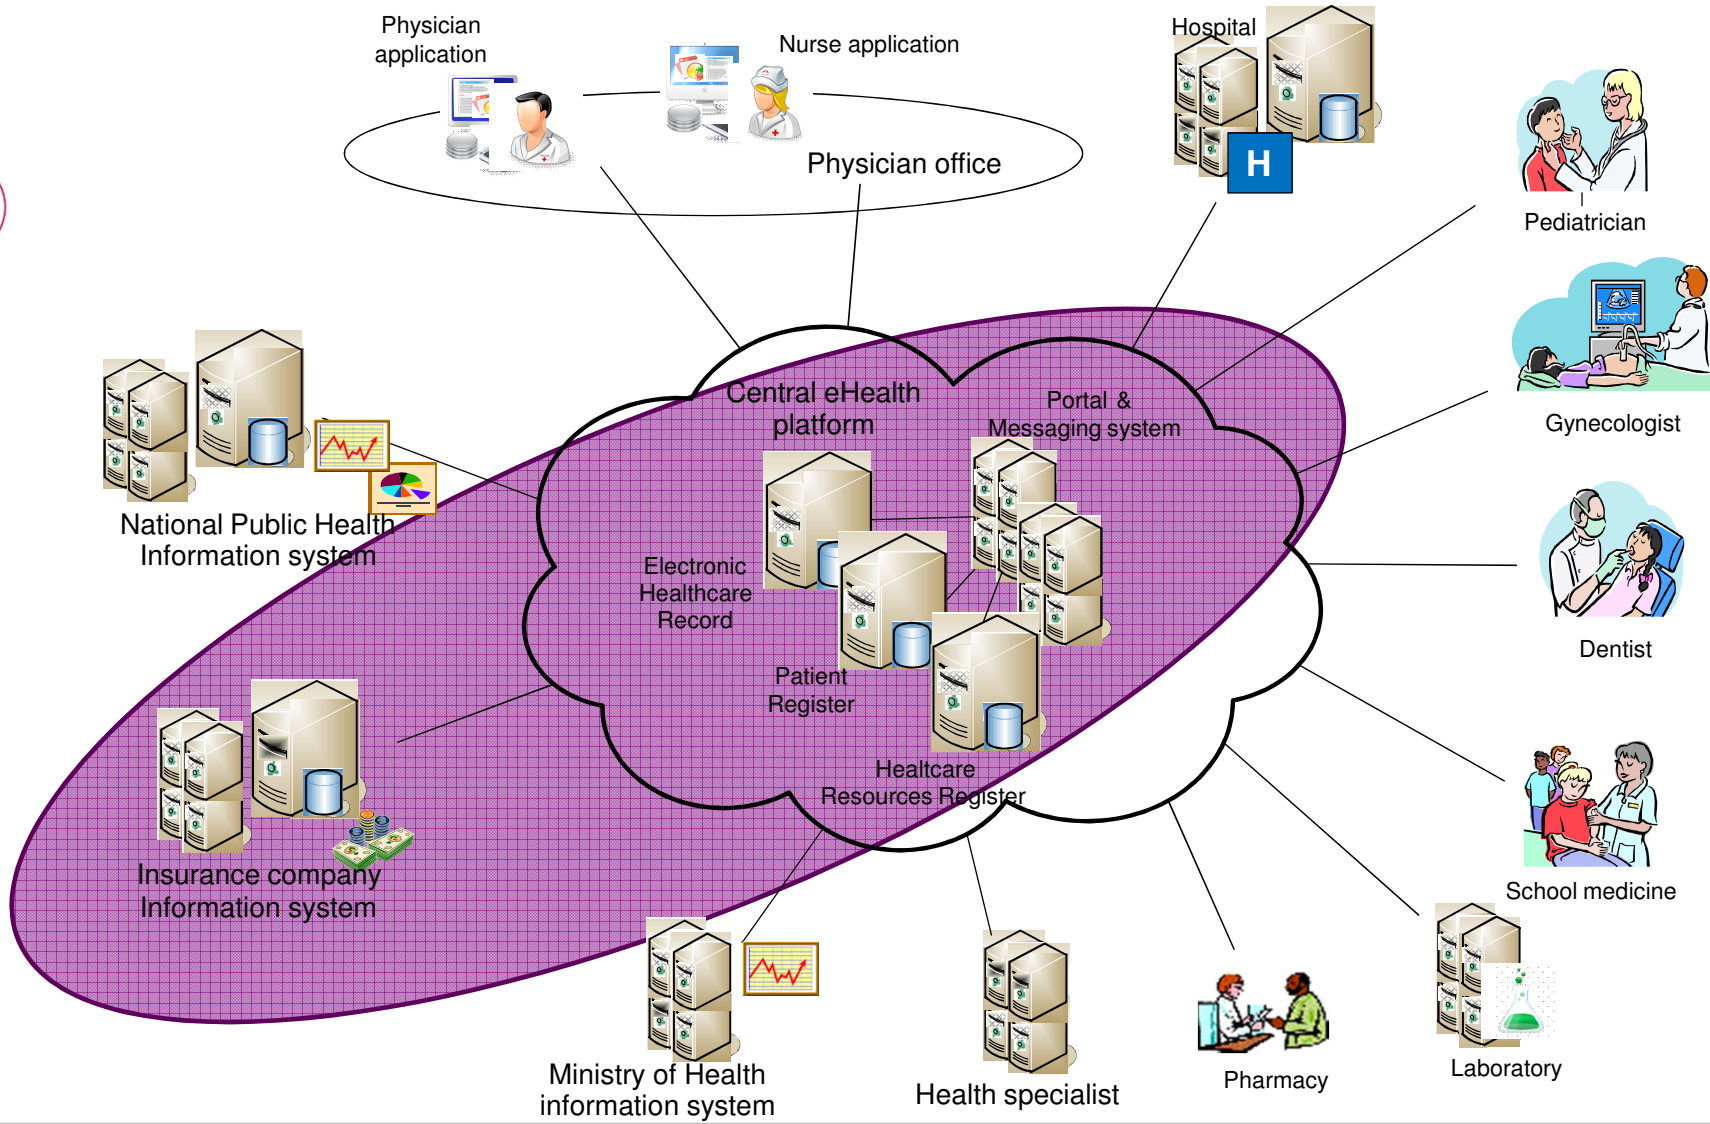 Physician
application
Nurse application
Physician office
Hospital
H
Pediatrician
Gynecologist
Central eHealth
platform
Portal &
Messaging system
National Public Health
Information system
Electronic
Healthcare
Record
Dentist
Patient
Register
Healtcare
Resources Register
Insurance company
Information system
School medicine
Ministry of Health
information system
Health specialist
Pharmacy
Laboratory